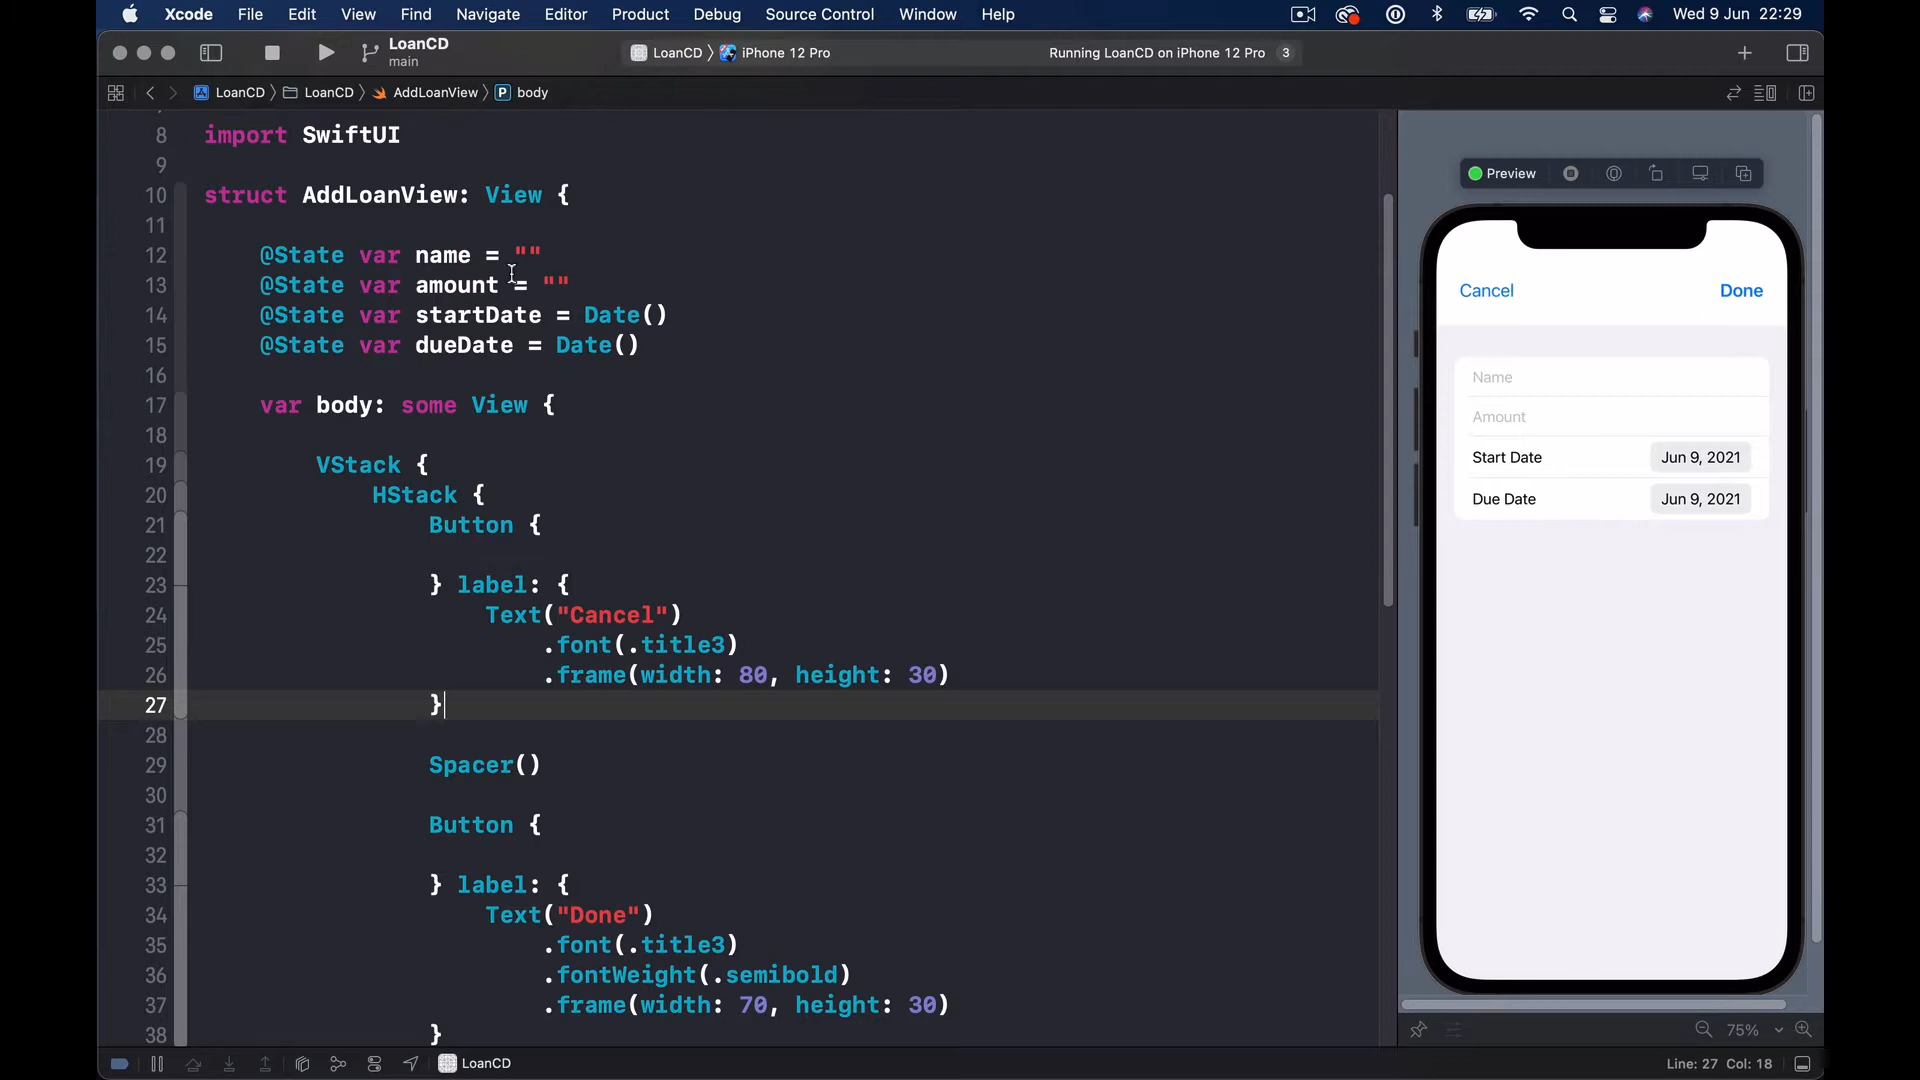 Xcode File Edit View Find Navigate Editor Product Debug Source Control Window Help Wed 9 Jun 22:29
LoanCD
main
LoanCD 〉 iPhone 12 Pro
Running LoanCD on iPhone 12 Pro 3
LoanCD 〉 LoanCD 〉 AddLoanView 〉 P body
8 import SwiftUI
9
10 struct AddLoanView: View {
11
12 @State var name = ""
13 @State var amount = ""
14 @State var startDate = Date()
15 @State var dueDate = Date()
16
17 var body: some View {
18
19 VStack {
20 HStack {
21 Button {
22
23 } label: {
24 Text("Cancel")
25 .font(.title3)
26 .frame(width: 80, height: 30)
27 }
28
29 Spacer()
30
31 Button {
32
33 } label: {
34 Text("Done")
35 .font(.title3)
36 .fontWeight(.semibold)
37 .frame(width: 70, height: 30)
38 }
Preview
Cancel Done
Name
Amount
Start Date Jun 9, 2021
Due Date Jun 9, 2021
75%
LoanCD
Line: 27 Col: 18